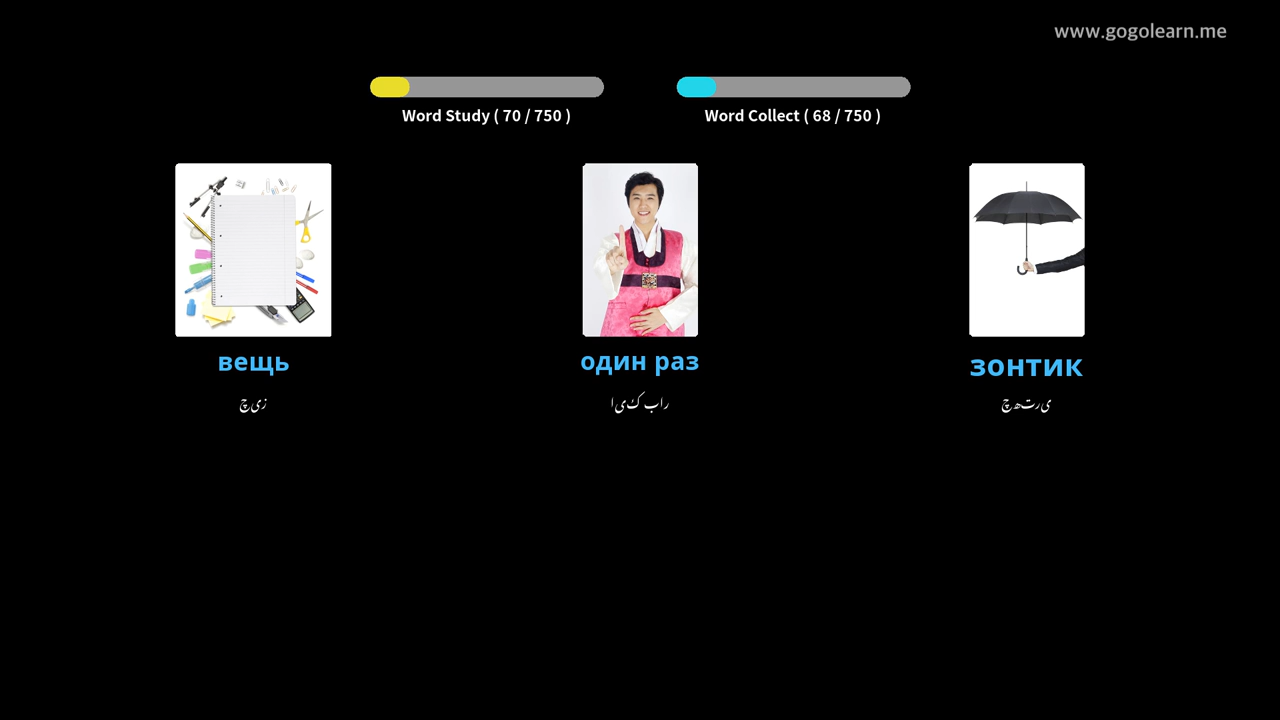 www.gogolearn.me
Word Study ( 70 / 750 )
Word Collect ( 68 / 750 )
вещь
один раз
зонтик
چیز
ایک بار
چھتری